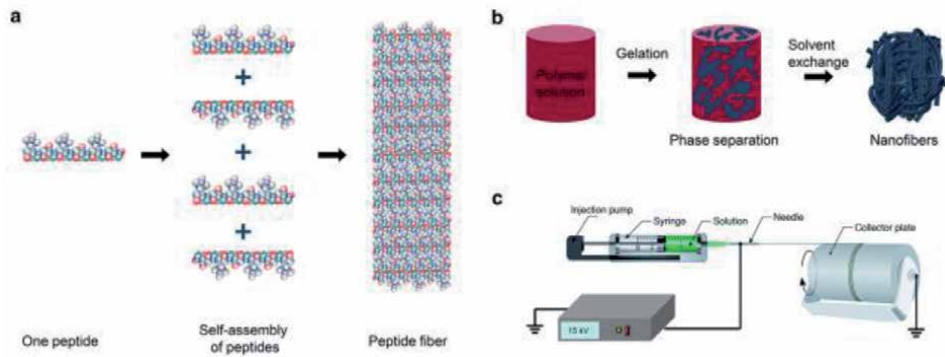 a
One peptide
Self-assembly
of peptides
Peptide fiber
b
Polymer
solution
Gelation
Phase separation
Solvent
exchange
Nanofibers
c
Injection pump
Syringe
Solution
Needle
Collector plate
15 kV